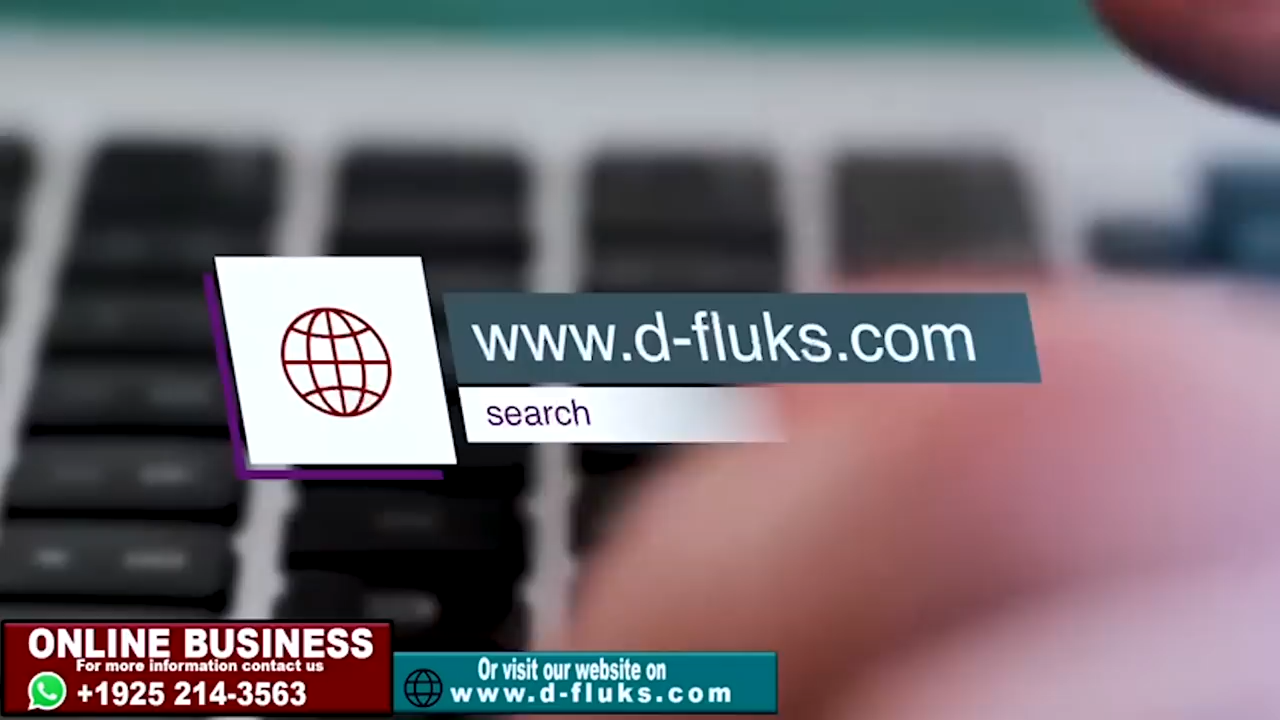 www.d-fluks.com
search
ONLINE BUSINESS
For more information contact us
+1925 214-3563
Or visit our website on
www.d-fluks.com